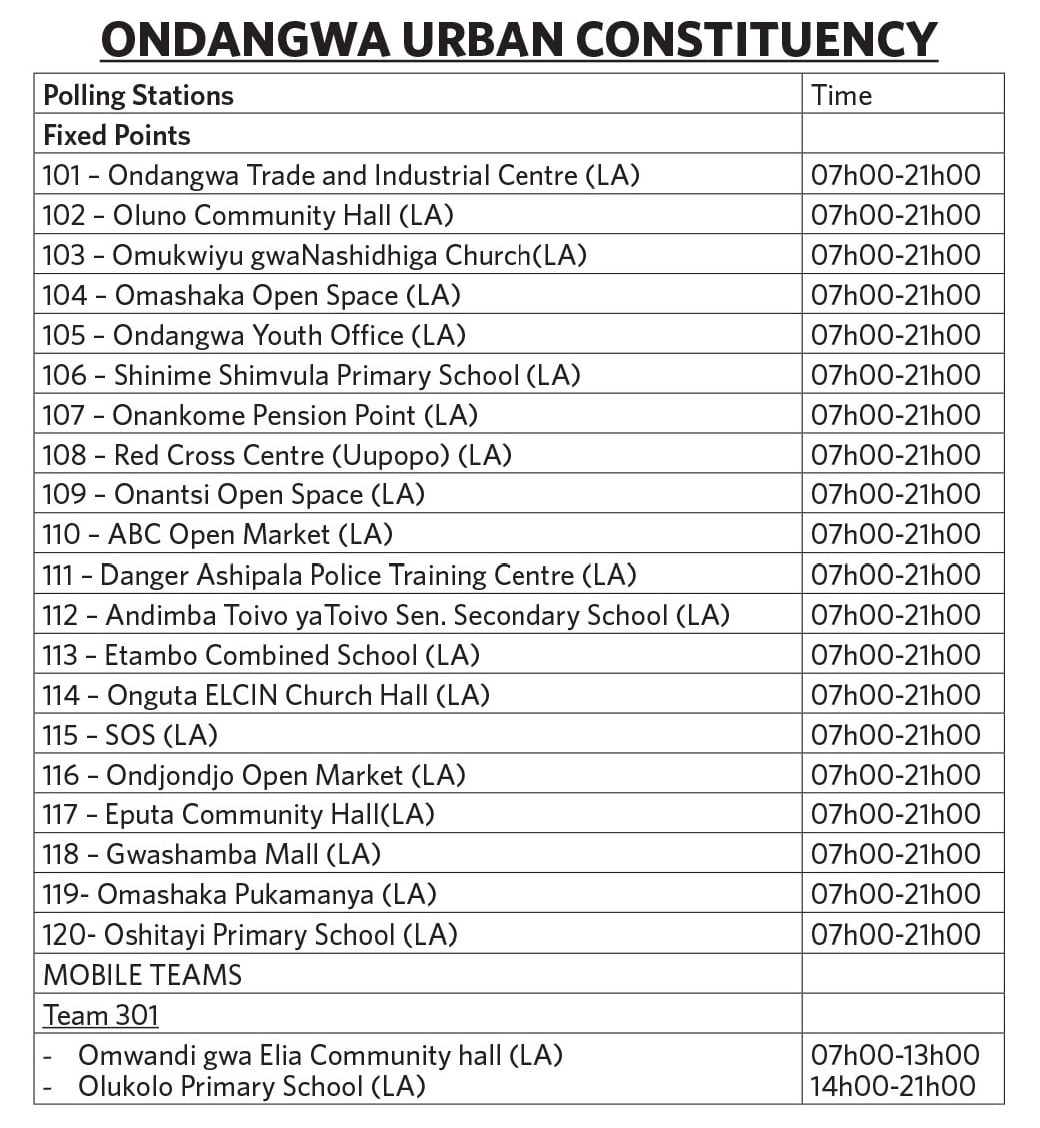 ONDANGWA URBAN CONSTITUENCY
Polling Stations Time
Fixed Points
101 – Ondangwa Trade and Industrial Centre (LA) 07h00-21h00
102 – Oluno Community Hall (LA) 07h00-21h00
103 – Omukwiyu gwaNashidhiga Church(LA) 07h00-21h00
104 – Omashaka Open Space (LA) 07h00-21h00
105 – Ondangwa Youth Office (LA) 07h00-21h00
106 – Shinime Shimvula Primary School (LA) 07h00-21h00
107 – Onankome Pension Point (LA) 07h00-21h00
108 – Red Cross Centre (Uupopo) (LA) 07h00-21h00
109 – Onantsi Open Space (LA) 07h00-21h00
110 – ABC Open Market (LA) 07h00-21h00
111 – Danger Ashipala Police Training Centre (LA) 07h00-21h00
112 – Andimba Toivo yaToivo Sen. Secondary School (LA) 07h00-21h00
113 – Etambo Combined School (LA) 07h00-21h00
114 – Onguta ELCIN Church Hall (LA) 07h00-21h00
115 – SOS (LA) 07h00-21h00
116 – Ondjondjo Open Market (LA) 07h00-21h00
117 – Eputa Community Hall(LA) 07h00-21h00
118 – Gwashamba Mall (LA) 07h00-21h00
119- Omashaka Pukamanya (LA) 07h00-21h00
120- Oshitayi Primary School (LA) 07h00-21h00
MOBILE TEAMS
Team 301
- Omwandi gwa Elia Community hall (LA) 07h00-13h00
- Olukolo Primary School (LA) 14h00-21h00